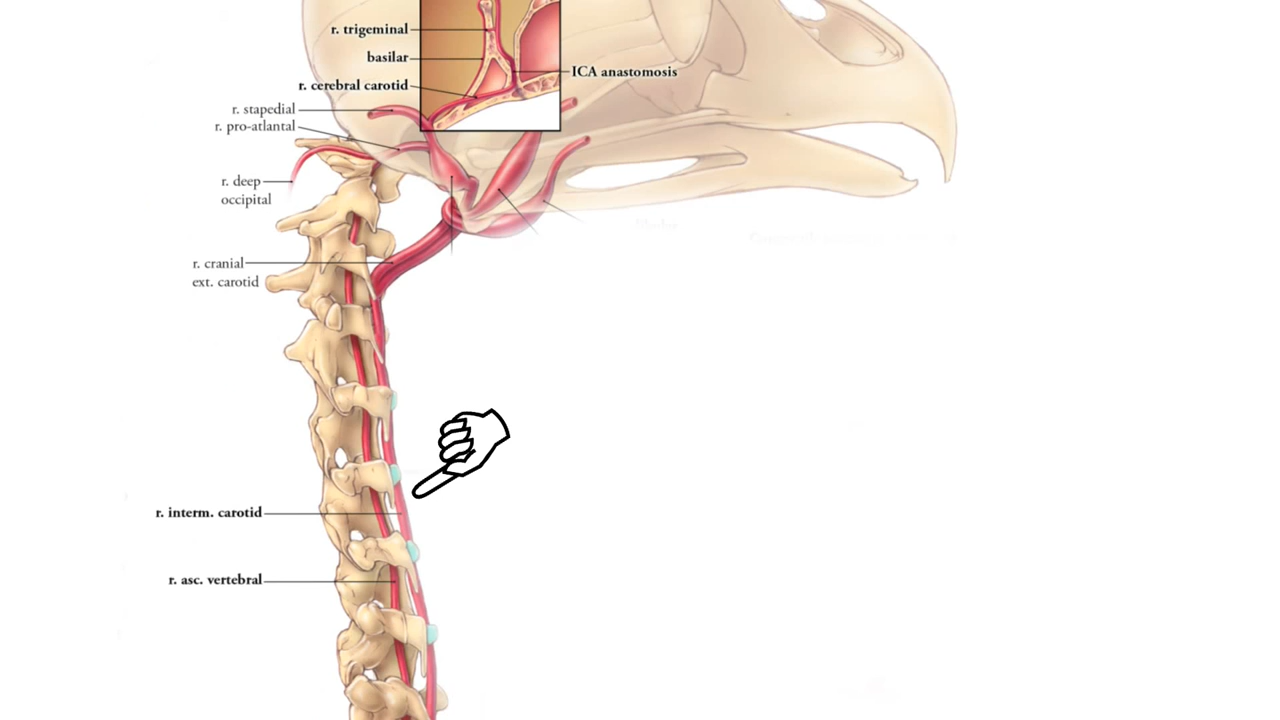 r. trigeminal
basilar
r. cerebral carotid
ICA anastomosis
r. stapedial
r. pro-atlantal
r. deep
occipital
r. cranial
ext. carotid
r. interm. carotid
r. asc. vertebral